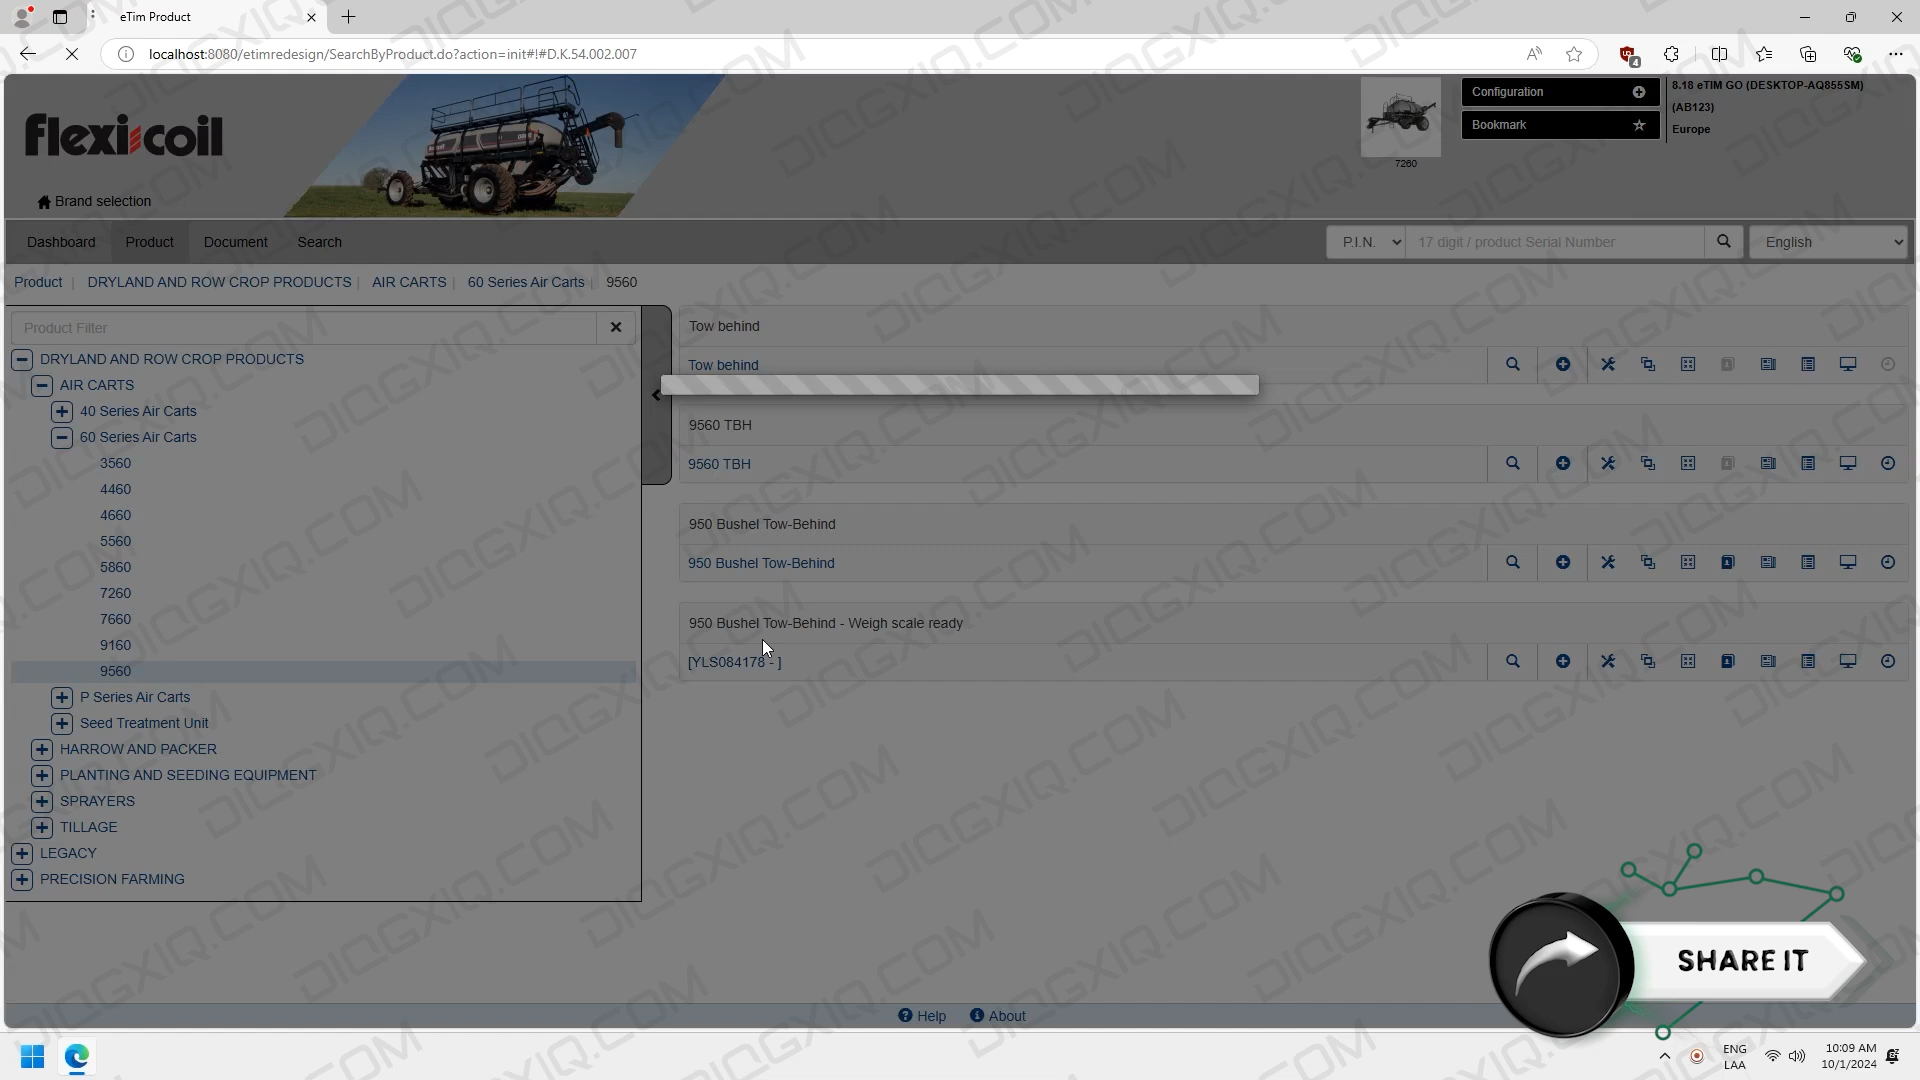 eTim Product
localhost:8080/etimredesign/SearchByProduct.do?action=init#!#D.K.54.002.007
4
flexi-coil
Brand selection
7260
Configuration
Bookmark
8.18 eTIM GO (DESKTOP-AQ855SM)
(AB123)
Europe
Dashboard Product Document Search
P.I.N. 17 digit / product Serial Number English
Product | DRYLAND AND ROW CROP PRODUCTS | AIR CARTS | 60 Series Air Carts | 9560
Product Filter
DRYLAND AND ROW CROP PRODUCTS
AIR CARTS
40 Series Air Carts
60 Series Air Carts
3560
4460
4660
5560
5860
7260
7660
9160
9560
P Series Air Carts
Seed Treatment Unit
HARROW AND PACKER
PLANTING AND SEEDING EQUIPMENT
SPRAYERS
TILLAGE
LEGACY
PRECISION FARMING
Tow behind
Tow behind
9560 TBH
9560 TBH
950 Bushel Tow-Behind
950 Bushel Tow-Behind
950 Bushel Tow-Behind - Weigh scale ready
[YLS084178 - ]
SHARE IT
Help About
ENG
LAA
10:09 AM
10/1/2024
DIAGXIQ.COM